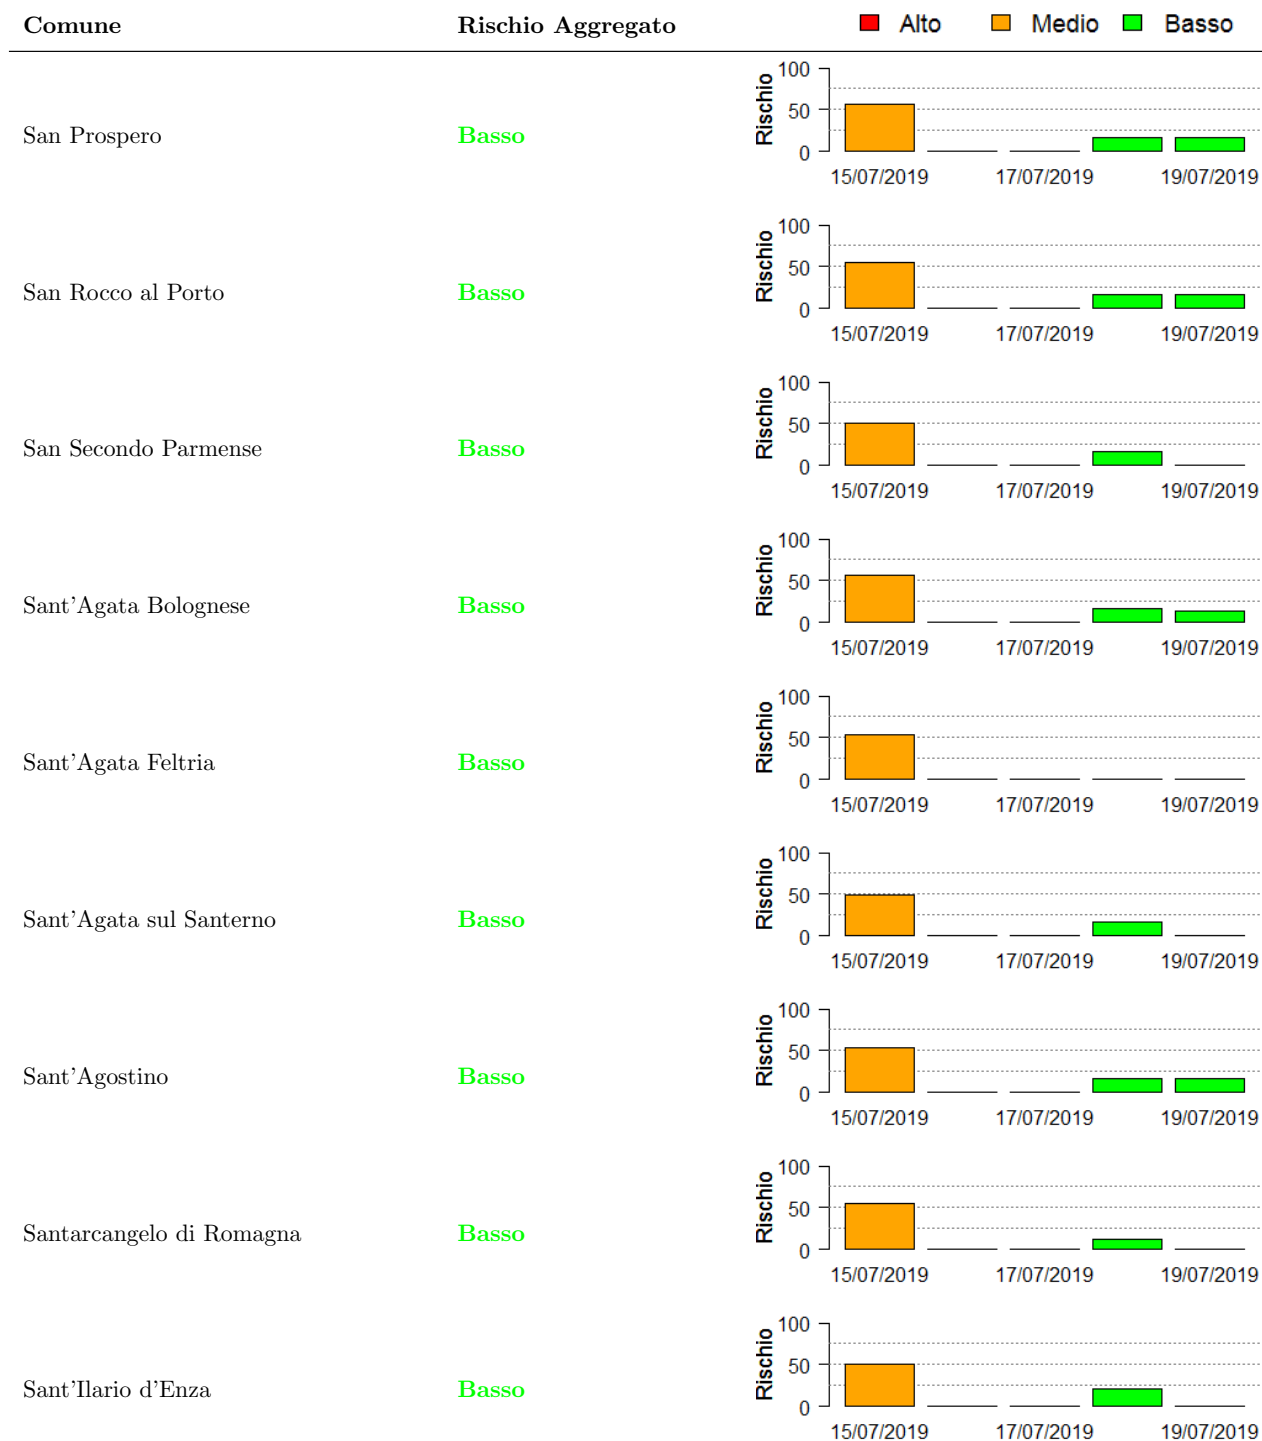 Comune Rischio Aggregato Alto Medio Basso
San Prospero Basso Rischio 100 50 0
15/07/2019 17/07/2019 19/07/2019
San Rocco al Porto Basso Rischio 100 50 0
15/07/2019 17/07/2019 19/07/2019
San Secondo Parmense Basso Rischio 100 50 0
15/07/2019 17/07/2019 19/07/2019
Sant'Agata Bolognese Basso Rischio 100 50 0
15/07/2019 17/07/2019 19/07/2019
Sant'Agata Feltria Basso Rischio 100 50 0
15/07/2019 17/07/2019 19/07/2019
Sant'Agata sul Santerno Basso Rischio 100 50 0
15/07/2019 17/07/2019 19/07/2019
Sant'Agostino Basso Rischio 100 50 0
15/07/2019 17/07/2019 19/07/2019
Santarcangelo di Romagna Basso Rischio 100 50 0
15/07/2019 17/07/2019 19/07/2019
Sant'Ilario d'Enza Basso Rischio 100 50 0
15/07/2019 17/07/2019 19/07/2019